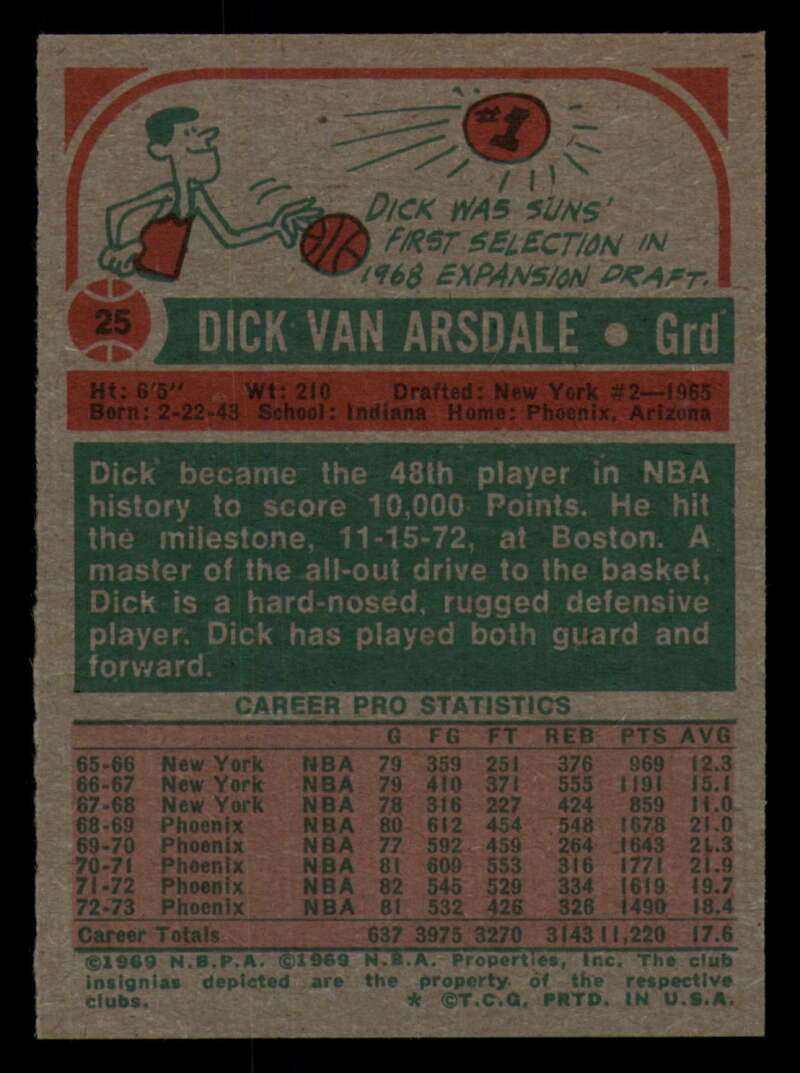 #1
DICK WAS SUNS'
FIRST SELECTION IN
1968 EXPANSION DRAFT.
25 DICK VAN ARSDALE • Grd
Ht: 6'5" Wt: 210 Drafted: New York #2—1965
Born: 2-22-43 School: Indiana Home: Phoenix, Arizona
Dick became the 48th player in NBA
history to score 10,000 Points. He hit
the milestone, 11-15-72, at Boston. A
master of the all-out drive to the basket,
Dick is a hard-nosed, rugged defensive
player. Dick has played both guard and
forward.
CAREER PRO STATISTICS
G FG FT REB PTS AVG
65-66 New York NBA 79 359 251 376 969 12.3
66-67 New York NBA 79 410 371 555 1191 15.1
67-68 New York NBA 78 316 227 424 859 11.0
68-69 Phoenix NBA 80 612 454 548 1678 21.0
69-70 Phoenix NBA 77 592 459 264 1643 21.3
70-71 Phoenix NBA 81 609 553 316 1771 21.9
71-72 Phoenix NBA 82 545 529 334 1619 19.7
72-73 Phoenix NBA 81 532 426 326 1490 18.4
Career Totals 637 3975 3270 3143 11,220 17.6
©1969 N.B.P.A. ©1969 N.B.A. Properties, Inc. The club
insignias depicted are the property of the respective
clubs. * ©T.C.G. PRTD. IN U.S.A.